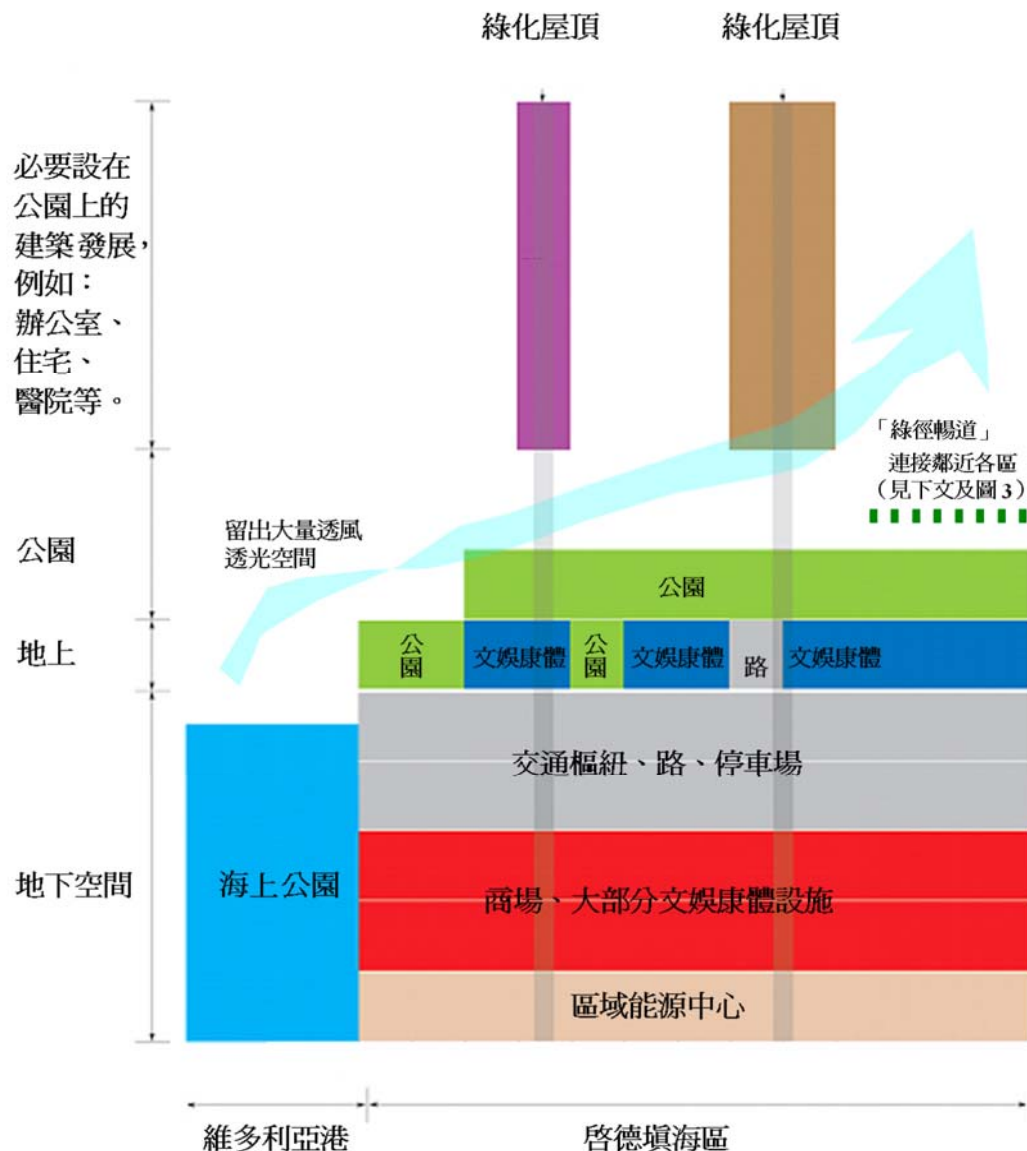 綠化屋頂
綠化屋頂
必要設在
公園上的
建築發展，
例如：
辦公室、
住宅、
醫院等。
「綠徑暢道」
連接鄰近各區
（見下文及圖3）
留出大量透風
透光空間
公園
公園
地上
公園
文娛康體
公園
文娛康體
路
文娛康體
交通樞紐、路、停車場
地下空間
海上公園
商場、大部分文娛康體設施
區域能源中心
維多利亞港
啓德填海區